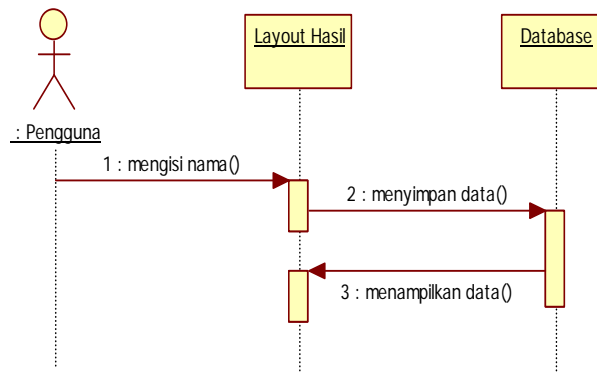 Layout Hasil
Database
: Pengguna
1 : mengisi nama()
2 : menyimpan data()
3 : menampilkan data()